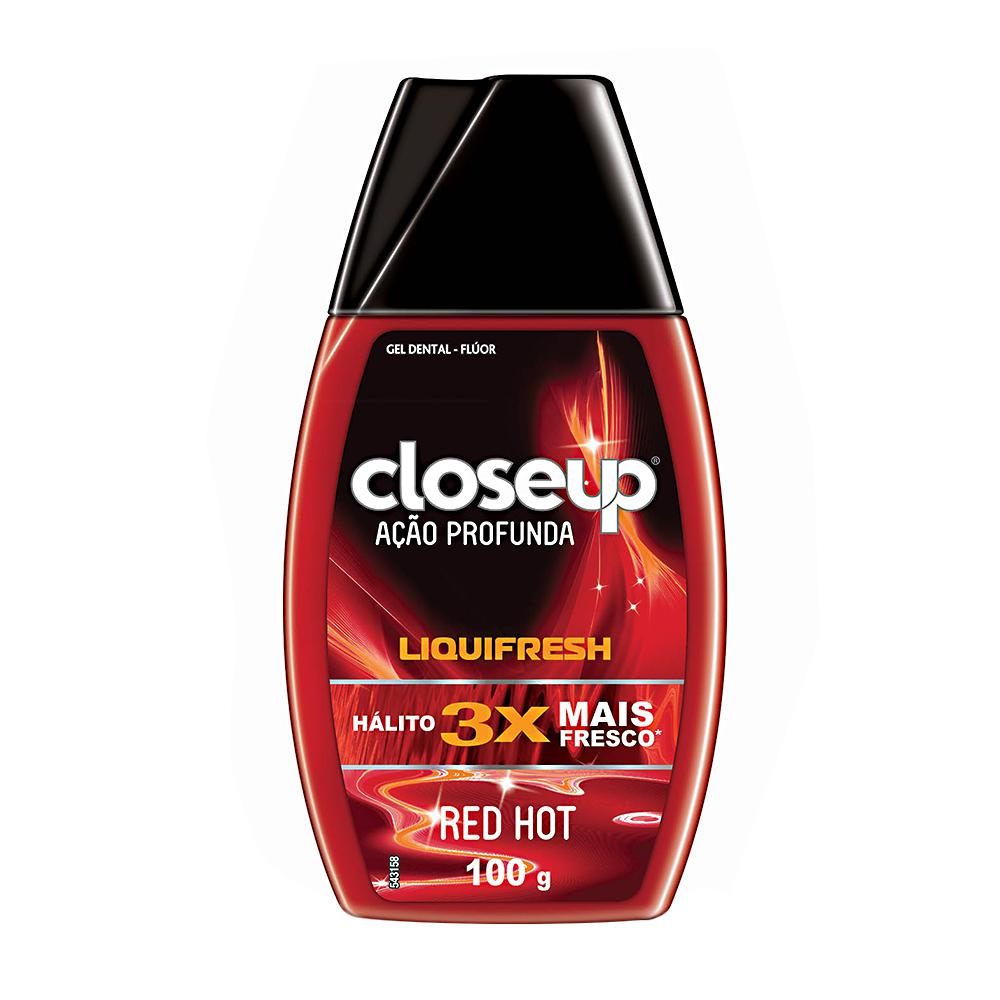 GEL DENTAL - FLÚOR
closeup®
AÇÃO PROFUNDA
LIQUIFRESH
HÁLITO 3X MAIS FRESCO*
RED HOT
100 g
543158